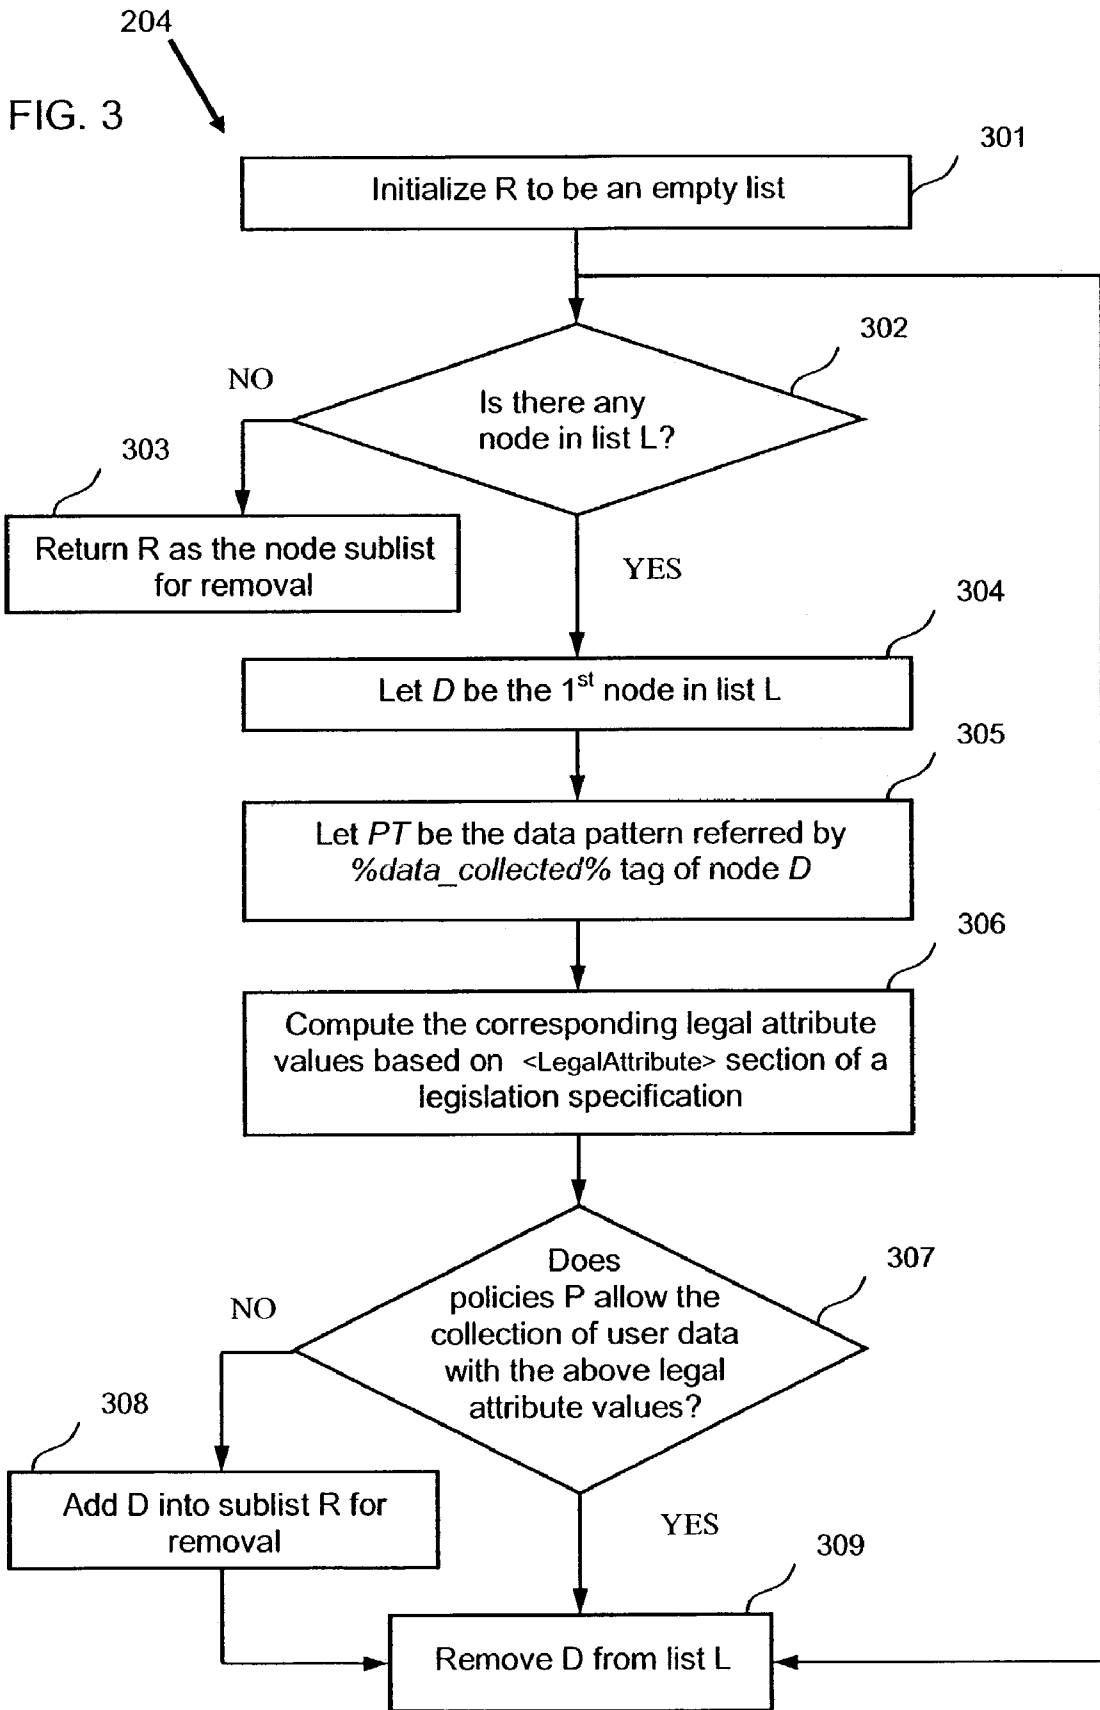 204
FIG. 3
301
Initialize R to be an empty list
302
NO
Is there any
node in list L?
303
Return R as the node sublist
for removal
YES
304
Let D be the 1st node in list L
305
Let PT be the data pattern referred by
%data_collected% tag of node D
306
Compute the corresponding legal attribute
values based on <LegalAttribute> section of a
legislation specification
307
Does
policies P allow the
collection of user data
with the above legal
attribute values?
NO
308
Add D into sublist R for
removal
YES
309
Remove D from list L